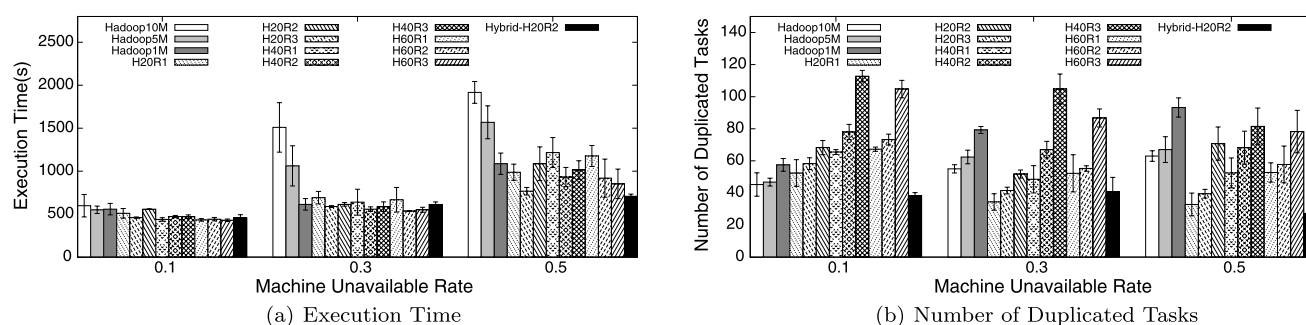 Hadoop10M
Hadoop5M
Hadoop1M
H20R1
H20R2
H20R3
H40R1
H40R2
H40R3
H60R1
H60R2
H60R3
Hybrid-H20R2
2500
2000
1500
1000
500
0
Execution Time(s)
0.1
0.3
0.5
Machine Unavailable Rate
(a) Execution Time
Hadoop10M
Hadoop5M
Hadoop1M
H20R1
H20R2
H20R3
H40R1
H40R2
H40R3
H60R1
H60R2
H60R3
Hybrid-H20R2
140
120
100
80
60
40
20
0
Number of Duplicated Tasks
0.1
0.3
0.5
Machine Unavailable Rate
(b) Number of Duplicated Tasks